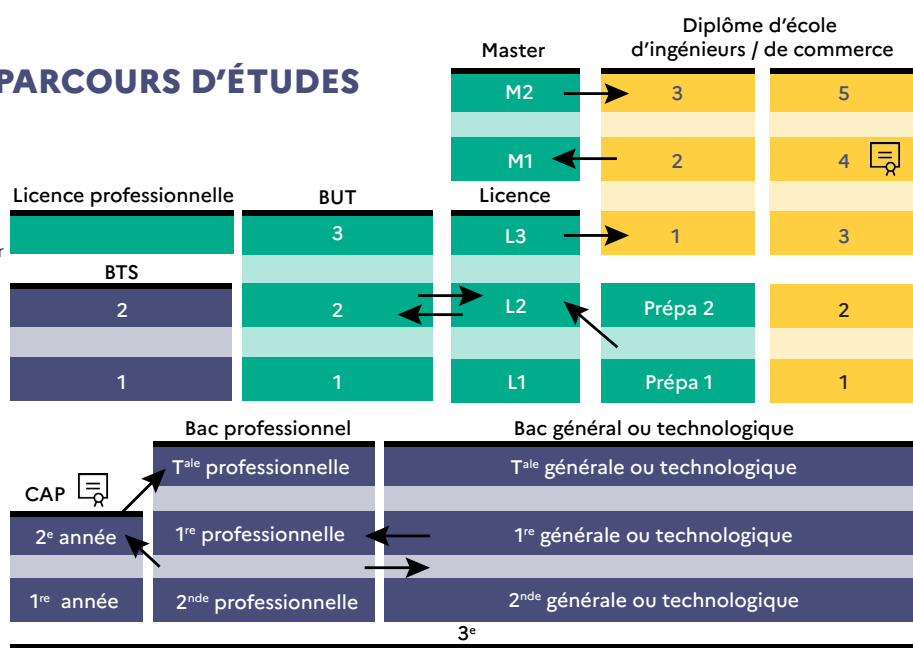 PARCOURS D'ÉTUDES
Master
Diplôme d'école
d'ingénieurs / de commerce
M2
3
5
M1
2
4
Licence professionnelle
BUT
Licence
3
L3
1
3
r
BTS
2
2
L2
Prépa 2
2
1
1
L1
Prépa 1
1
Bac professionnel
Bac général ou technologique
Tale professionnelle
Tale générale ou technologique
CAP
2e année
1re professionnelle
1re générale ou technologique
1re année
2nde professionnelle
2nde générale ou technologique
3e